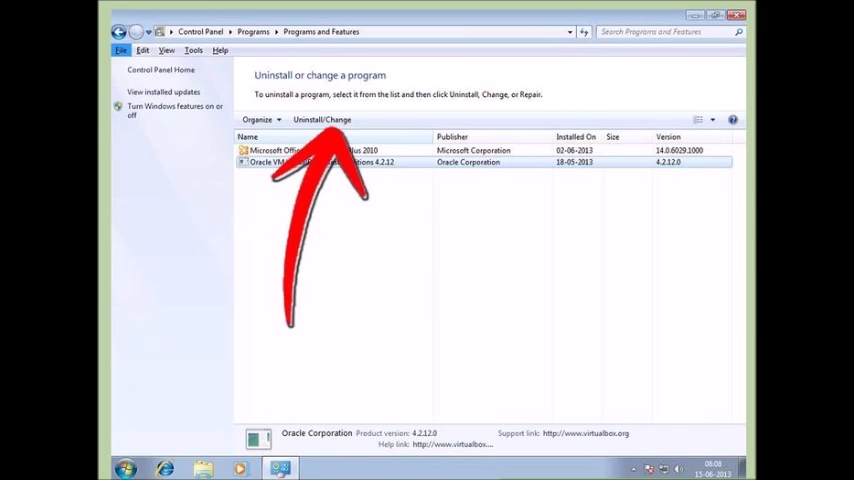 Control Panel Programs Programs and Features Search Programs and Features
File Edit View Tools Help
Control Panel Home
View installed updates
Turn Windows features on or
off
Uninstall or change a program
To uninstall a program, select it from the list and then click Uninstall, Change, or Repair.
Organize Uninstall/Change
Name Publisher Installed On Size Version
Microsoft 2010 Microsoft Corporation 02-06-2013 14.0.6029.1000
Oracle 4.2.12 Oracle Corporation 18-05-2013 4.2.12.0
Oracle Corporation Product version: 4.2.12.0 Support link: http://www.virtualbox.org
Help link: http://www.virtualbox....
08:08
15-06-2013